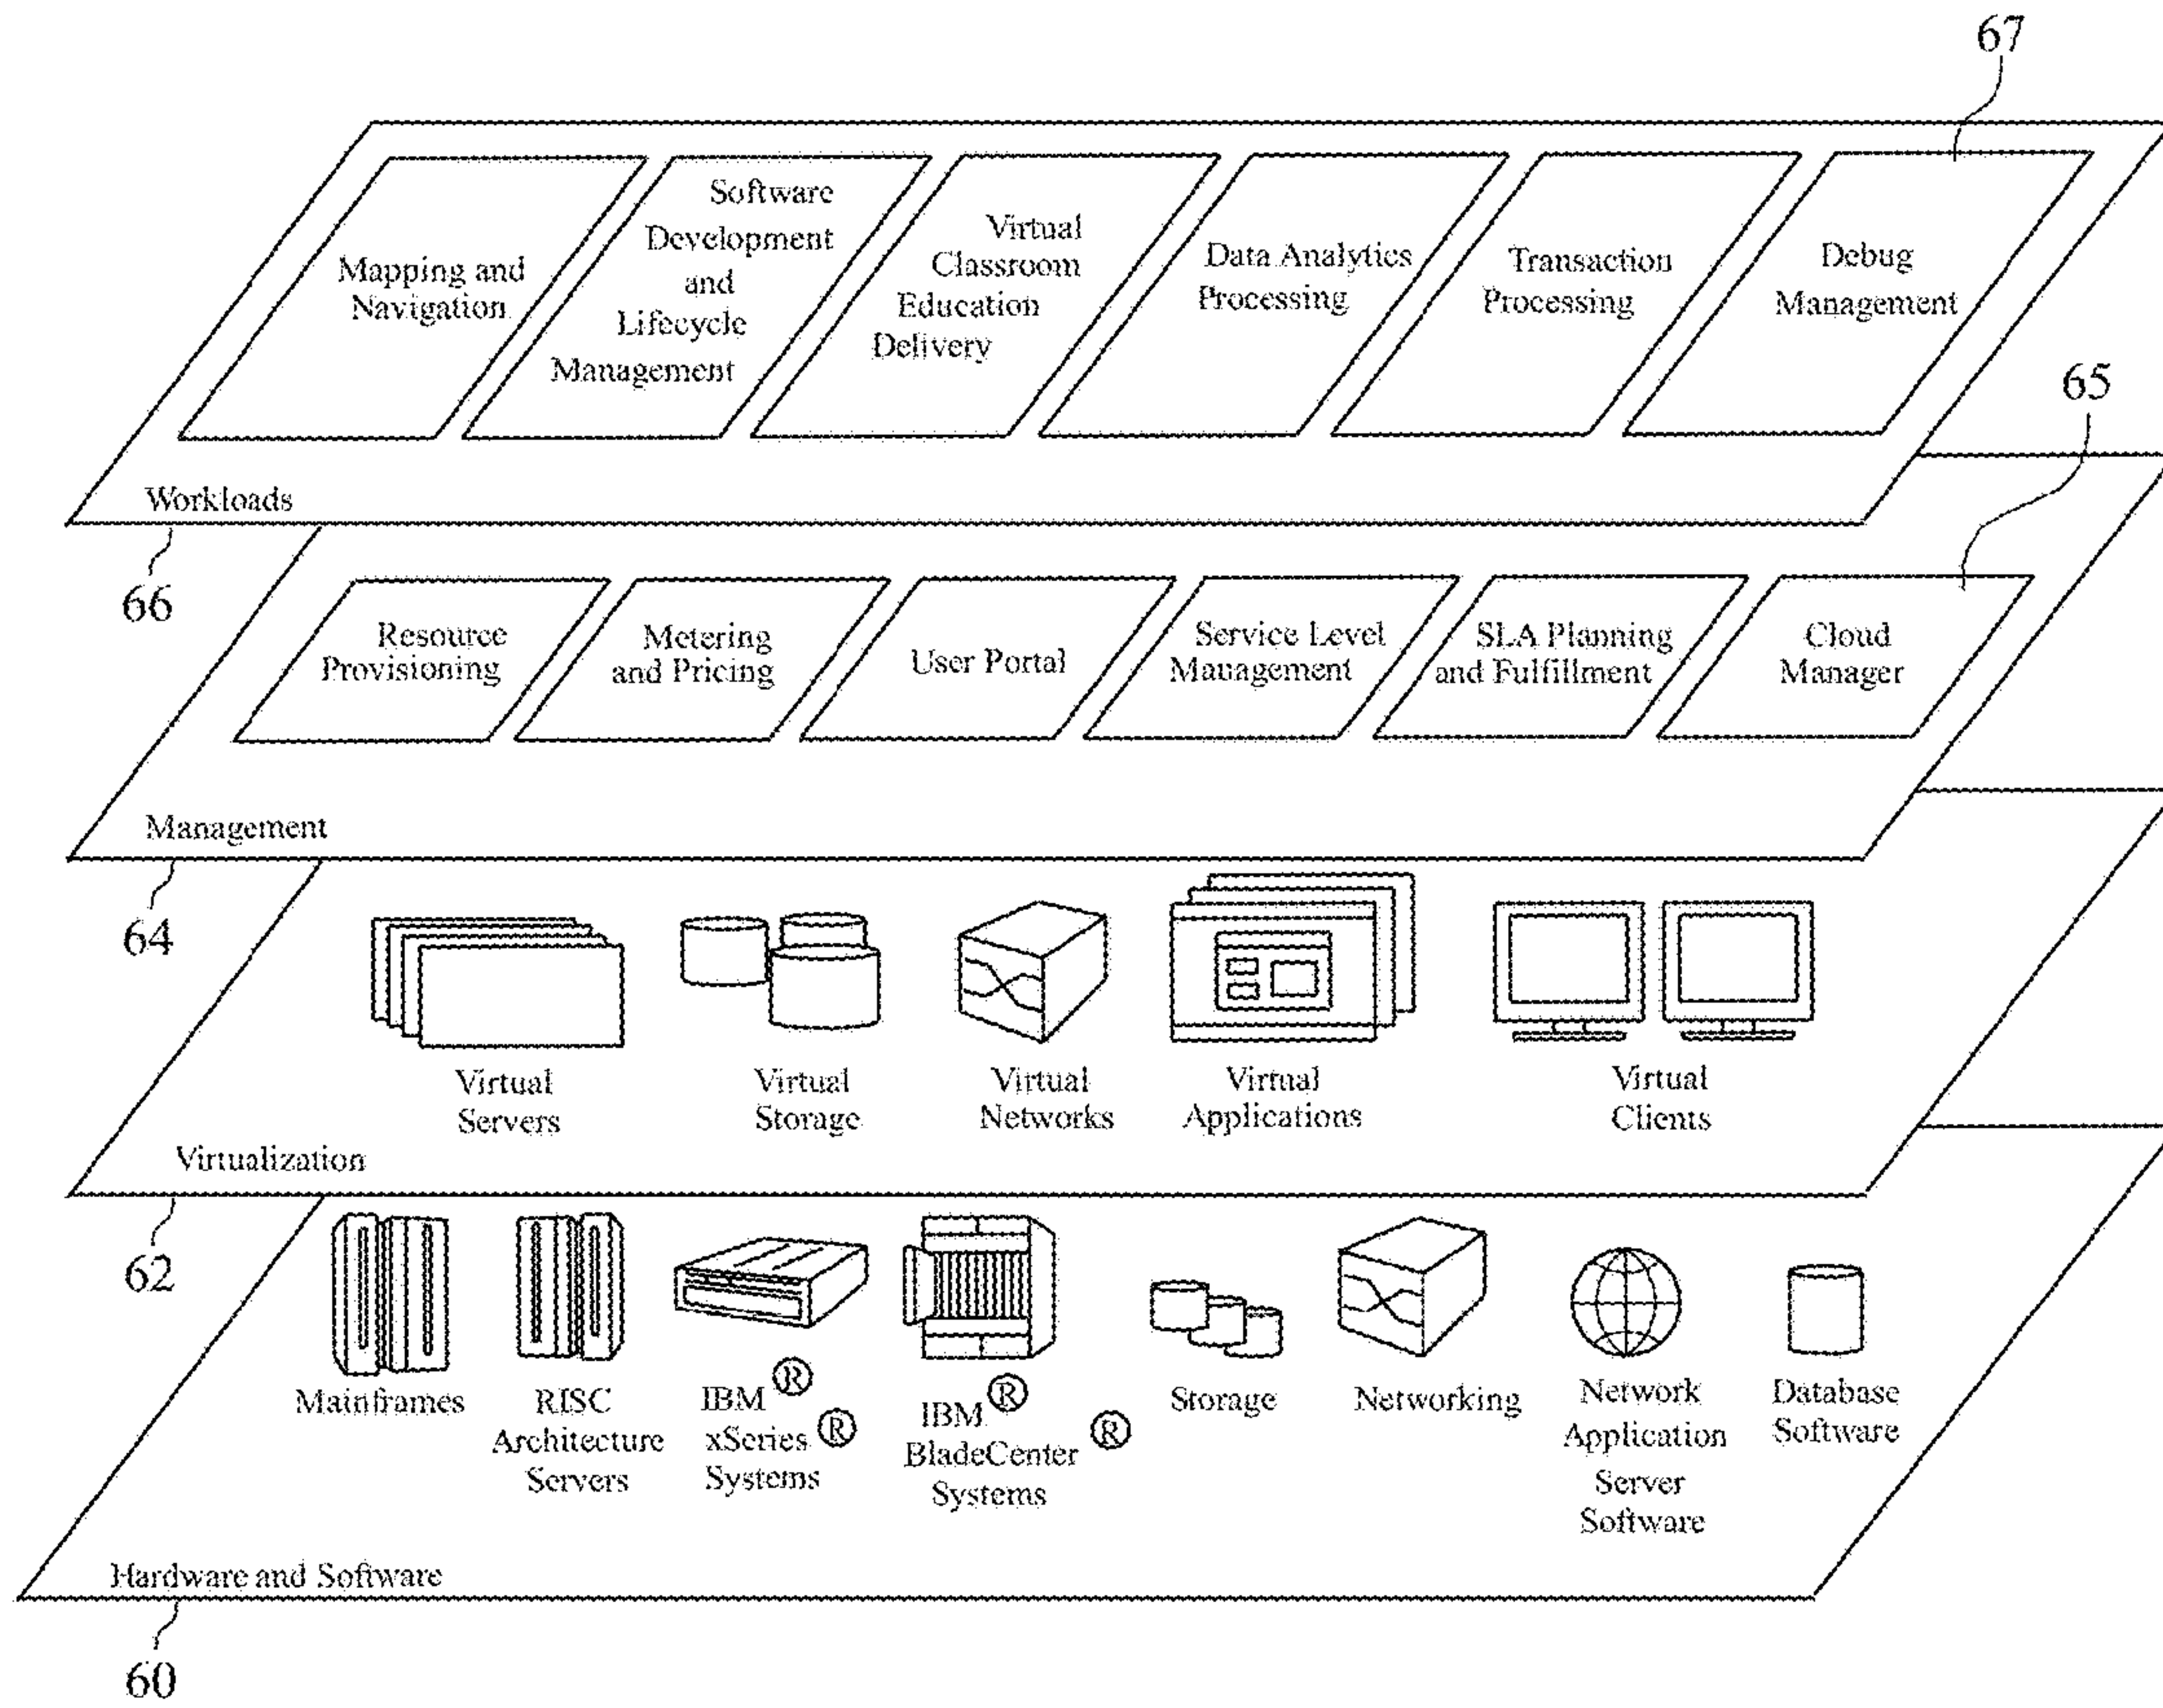 67
Mapping and
Navigation
Software
Development
and
Lifecycle
Management
Virtual
Classroom
Education
Delivery
Data Analytics
Processing
Transaction
Processing
Debug
Management
65
Workloads
66
Resource
Provisioning
Metering
and Pricing
User Portal
Service Level
Management
SLA Planning
and Fulfillment
Cloud
Manager
Management
64
Virtual
Servers
Virtual
Storage
Virtual
Networks
Virtual
Applications
Virtual
Clients
Virtualization
62
Mainframes
RISC
Architecture
Servers
IBM ®
xSeries ®
Systems
IBM ®
BladeCenter ®
Systems
Storage
Networking
Network
Application
Server
Software
Database
Software
Hardware and Software
60